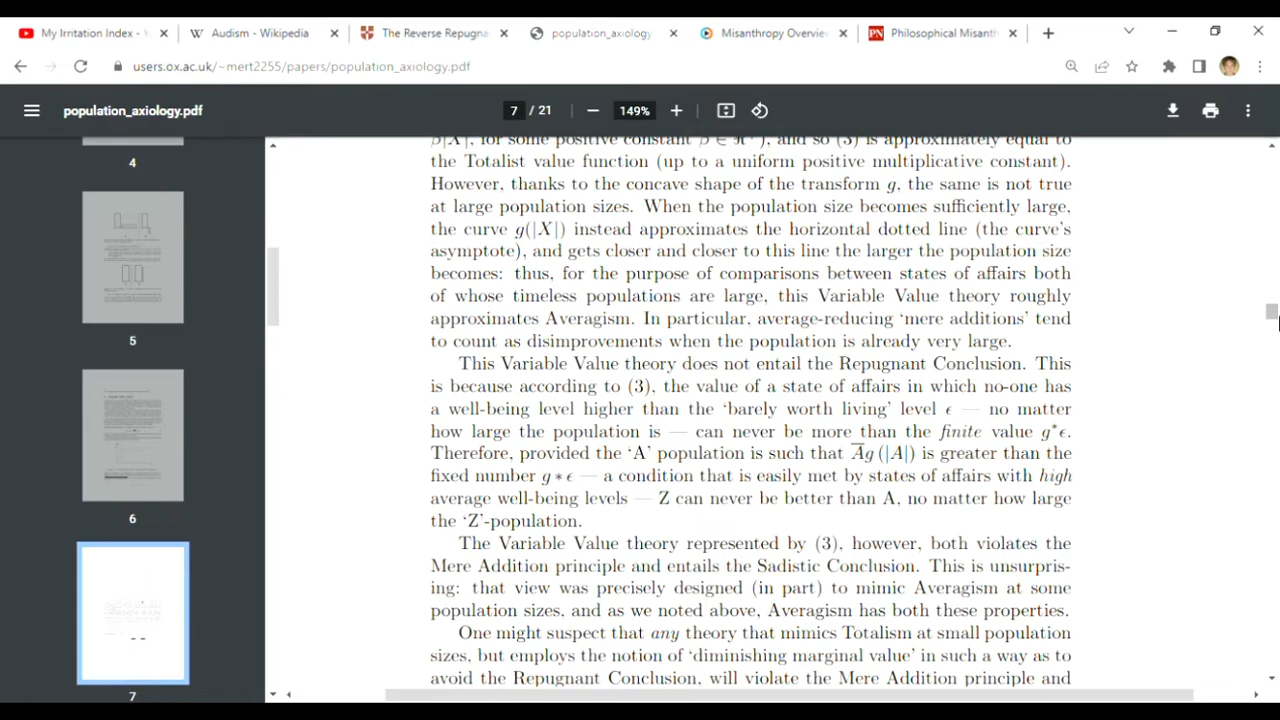 My Irritation Index - Y
Audism - Wikipedia
The Reverse Repugna
population_axiology
Misanthropy Overvie
Philosophical Misanth
users.ox.ac.uk/~mert2255/papers/population_axiology.pdf
population_axiology.pdf
7 / 21
149%
4
5
6
7
β|X|, for some positive constant β ∈ ), and so (3) is approximately equal to
the Totalist value function (up to a uniform positive multiplicative constant).
However, thanks to the concave shape of the transform g, the same is not true
at large population sizes. When the population size becomes sufficiently large,
the curve g(|X|) instead approximates the horizontal dotted line (the curve's
asymptote), and gets closer and closer to this line the larger the population size
becomes: thus, for the purpose of comparisons between states of affairs both
of whose timeless populations are large, this Variable Value theory roughly
approximates Averagism. In particular, average-reducing 'mere additions' tend
to count as disimprovements when the population is already very large.
This Variable Value theory does not entail the Repugnant Conclusion. This
is because according to (3), the value of a state of affairs in which no-one has
a well-being level higher than the 'barely worth living' level ϵ — no matter
how large the population is — can never be more than the finite value g*ϵ.
Therefore, provided the 'A' population is such that A̅g (|A|) is greater than the
fixed number g * ϵ — a condition that is easily met by states of affairs with high
average well-being levels — Z can never be better than A, no matter how large
the 'Z'-population.
The Variable Value theory represented by (3), however, both violates the
Mere Addition principle and entails the Sadistic Conclusion. This is unsurpris-
ing: that view was precisely designed (in part) to mimic Averagism at some
population sizes, and as we noted above, Averagism has both these properties.
One might suspect that any theory that mimics Totalism at small population
sizes, but employs the notion of 'diminishing marginal value' in such a way as to
avoid the Repugnant Conclusion, will violate the Mere Addition principle and